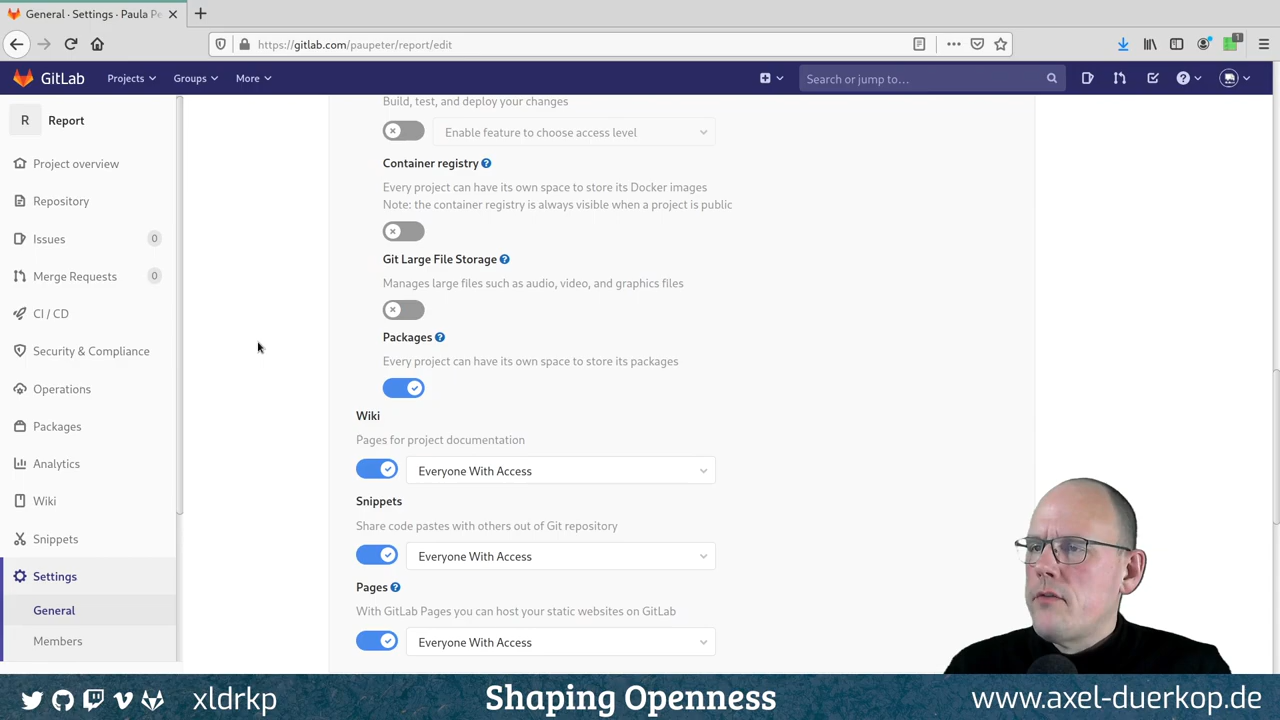 General · Settings · Paula Pe
https://gitlab.com/paupeter/report/edit
1
GitLab
Projects
Groups
More
Search or jump to…
R
Report
Project overview
Repository
Issues
0
Merge Requests
0
CI / CD
Security & Compliance
Operations
Packages
Analytics
Wiki
Snippets
Settings
General
Members
Build, test, and deploy your changes
Enable feature to choose access level
Container registry
Every project can have its own space to store its Docker images
Note: the container registry is always visible when a project is public
Git Large File Storage
Manages large files such as audio, video, and graphics files
Packages
Every project can have its own space to store its packages
Wiki
Pages for project documentation
Everyone With Access
Snippets
Share code pastes with others out of Git repository
Everyone With Access
Pages
With GitLab Pages you can host your static websites on GitLab
Everyone With Access
xldrkp
Shaping Openness
www.axel-duerkop.de